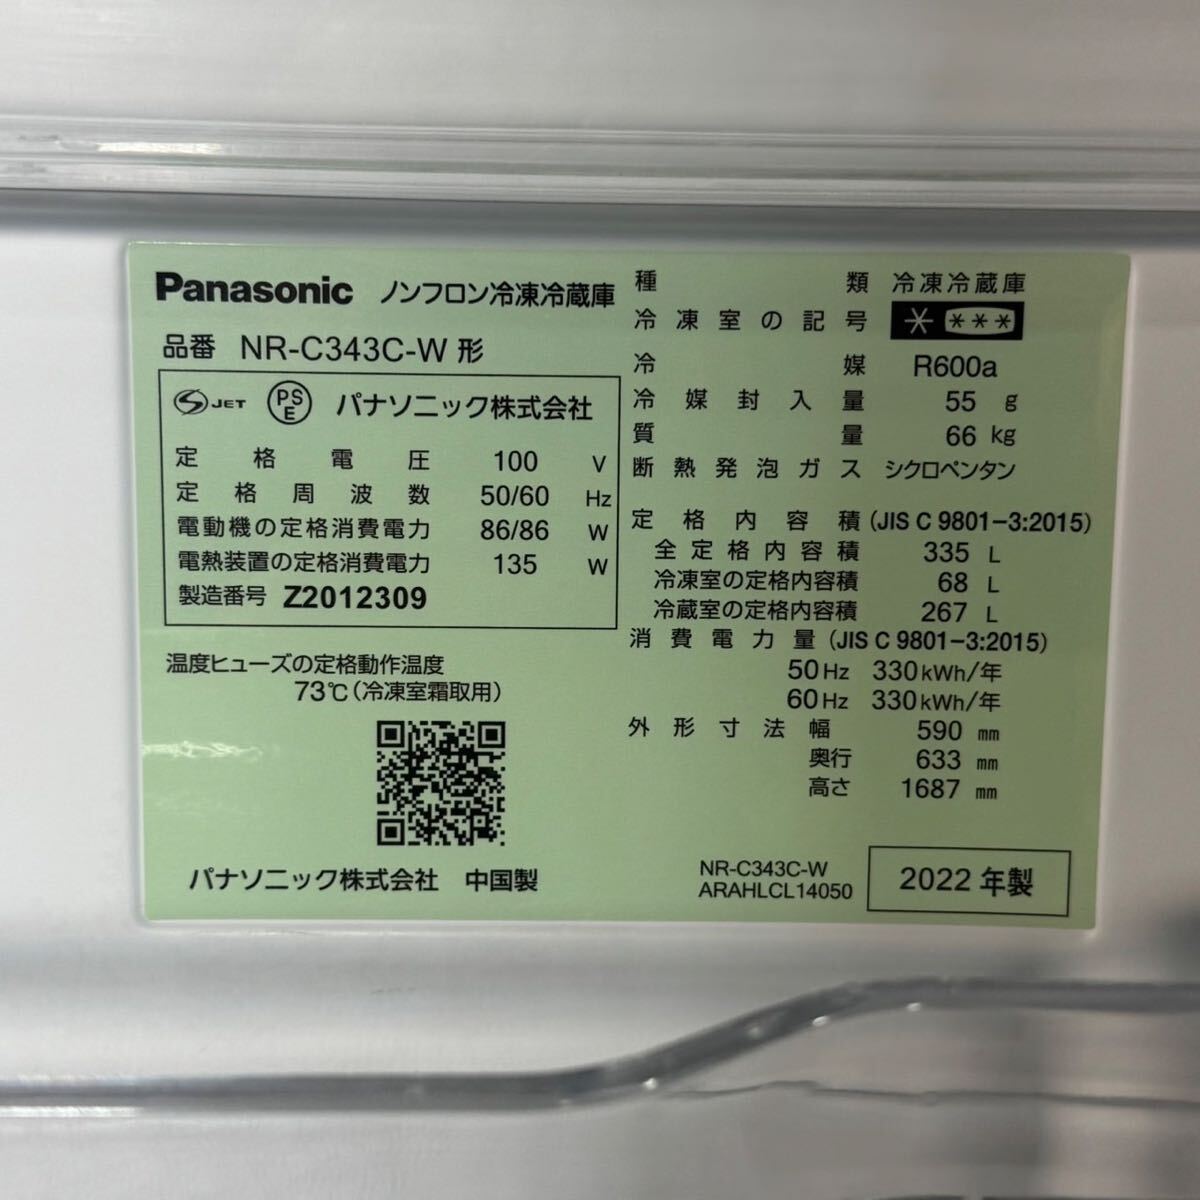 Panasonic ノンフロン冷凍冷蔵庫
品番 NR-C343C-W 形
JET PSE パナソニック株式会社
定格電圧 100 V
定格周波数 50/60 Hz
電動機の定格消費電力 86/86 W
電熱装置の定格消費電力 135 W
製造番号 Z2012309
温度ヒューズの定格動作温度
73℃(冷凍室霜取用)
パナソニック株式会社 中国製
種類 冷凍冷蔵庫
冷凍室の記号 * ***
冷媒 R600a
冷媒封入量 55 g
質量 66 kg
断熱発泡ガス シクロペンタン
定格内容積 (JIS C 9801-3:2015)
全定格内容積 335 L
冷凍室の定格内容積 68 L
冷蔵室の定格内容積 267 L
消費電力量 (JIS C 9801-3:2015)
50Hz 330kWh/年
60Hz 330kWh/年
外形寸法 幅 590 mm
奥行 633 mm
高さ 1687 mm
NR-C343C-W
ARAHLCL14050
2022年製